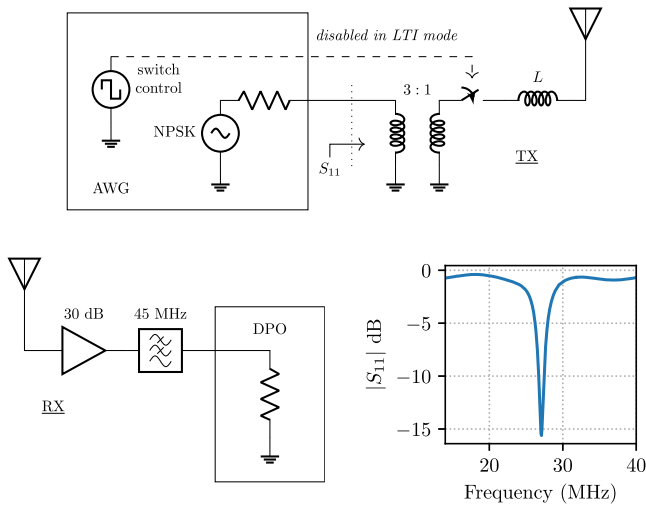 disabled in LTI mode
switch
control
3 : 1
L
NPSK
S11
TX
AWG
30 dB
45 MHz
DPO
RX
|S11| dB
0
−5
−10
−15
20
30
40
Frequency (MHz)